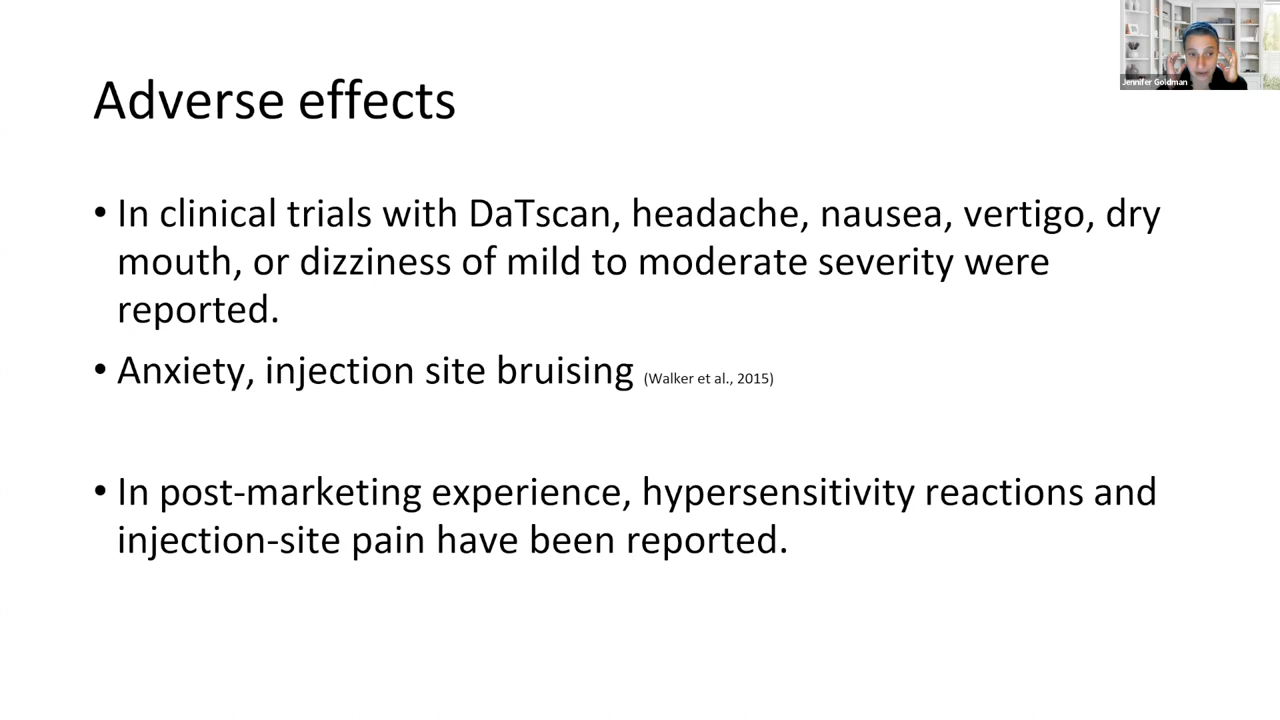 Adverse effects
• In clinical trials with DaTscan, headache, nausea, vertigo, dry
mouth, or dizziness of mild to moderate severity were
reported.
• Anxiety, injection site bruising (Walker et al., 2015)
• In post-marketing experience, hypersensitivity reactions and
injection-site pain have been reported.
Jennifer Goldman